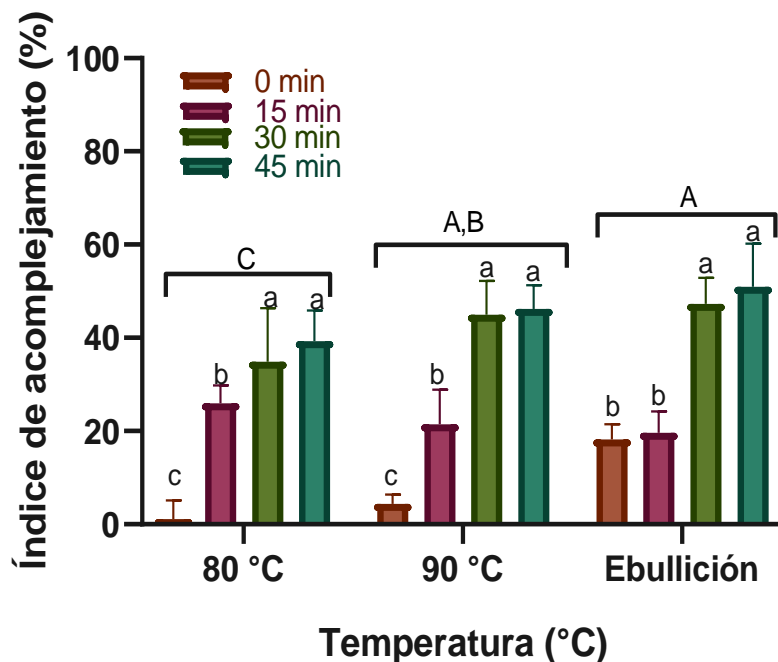 Índice de acomplejamiento (%)
100
80
60
40
20
0
0 min
15 min
30 min
45 min
C
A,B
A
c
b
a
a
c
b
a
a
b
b
a
a
80 °C
90 °C
Ebullición
Temperatura (°C)